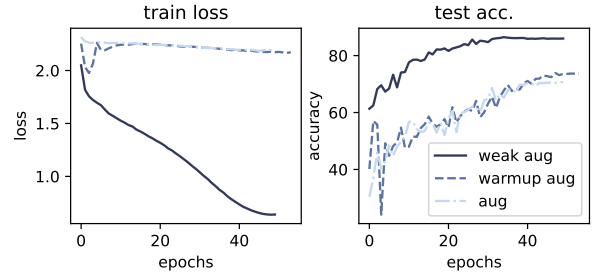 train loss
loss
2.0
1.5
1.0
0
20
40
epochs
test acc.
accuracy
80
60
40
weak aug
warmup aug
aug
0
20
40
epochs